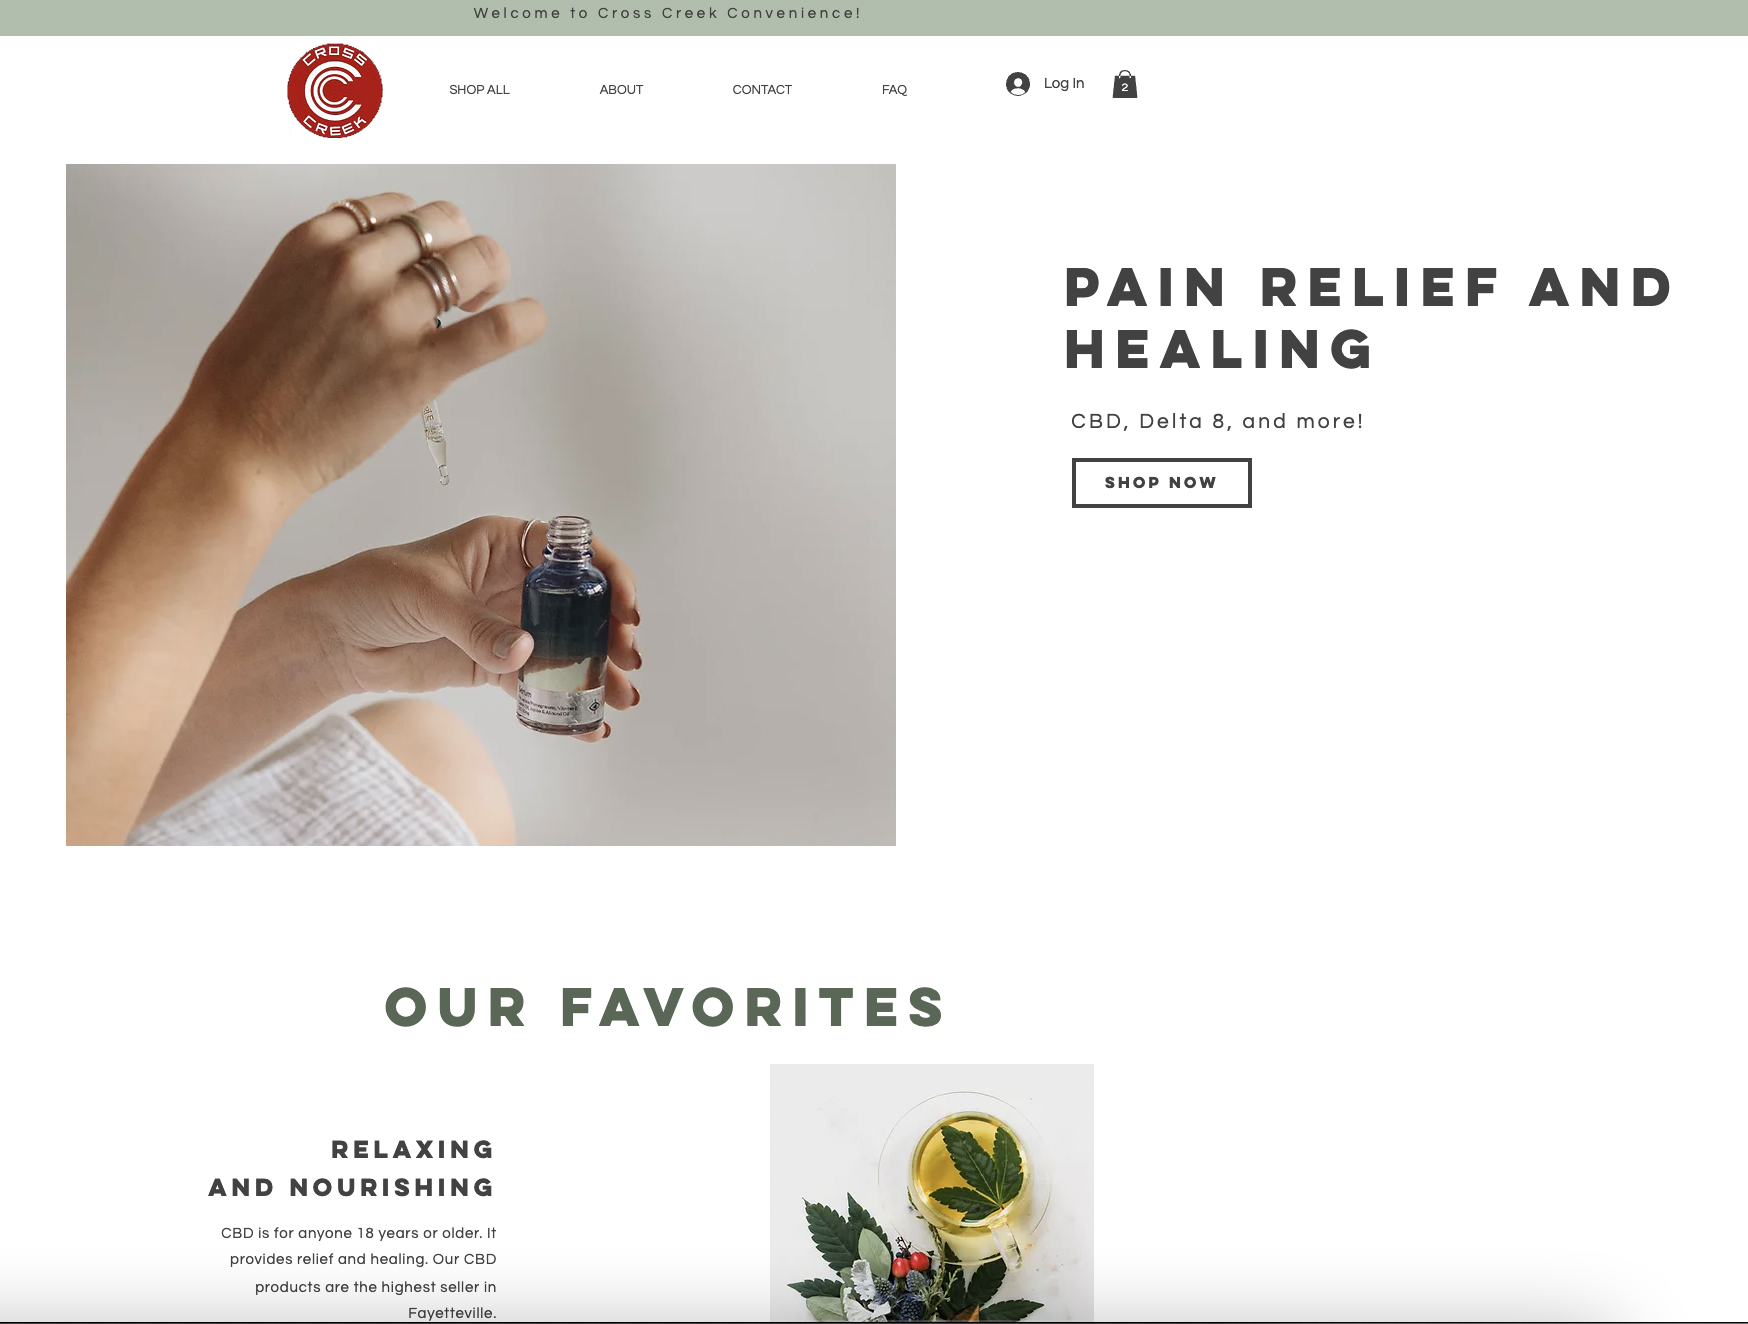 Welcome to Cross Creek Convenience!
CROSS
CREEK
SHOP ALL
ABOUT
CONTACT
FAQ
Log In
2
PAIN RELIEF AND
HEALING
CBD, Delta 8, and more!
SHOP NOW
Serum
OUR FAVORITES
RELAXING
AND NOURISHING
CBD is for anyone 18 years or older. It
provides relief and healing. Our CBD
products are the highest seller in
Fayetteville.